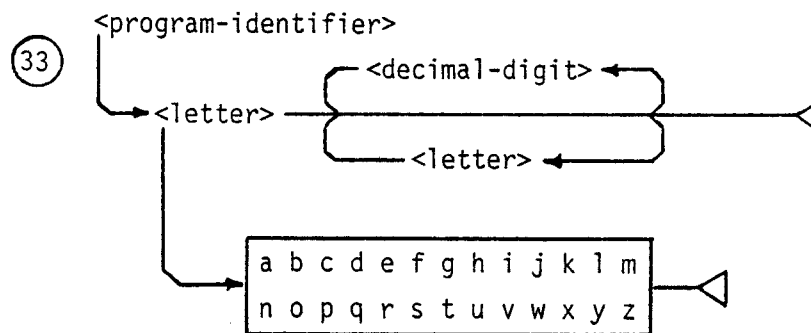 <program-identifier>
33
<decimal-digit>
<letter>
<letter>
a b c d e f g h i j k l m
n o p q r s t u v w x y z